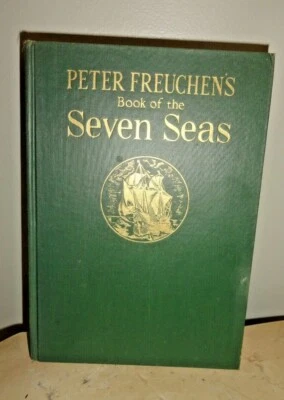 PETER FREUCHEN'S
Book of the
Seven Seas